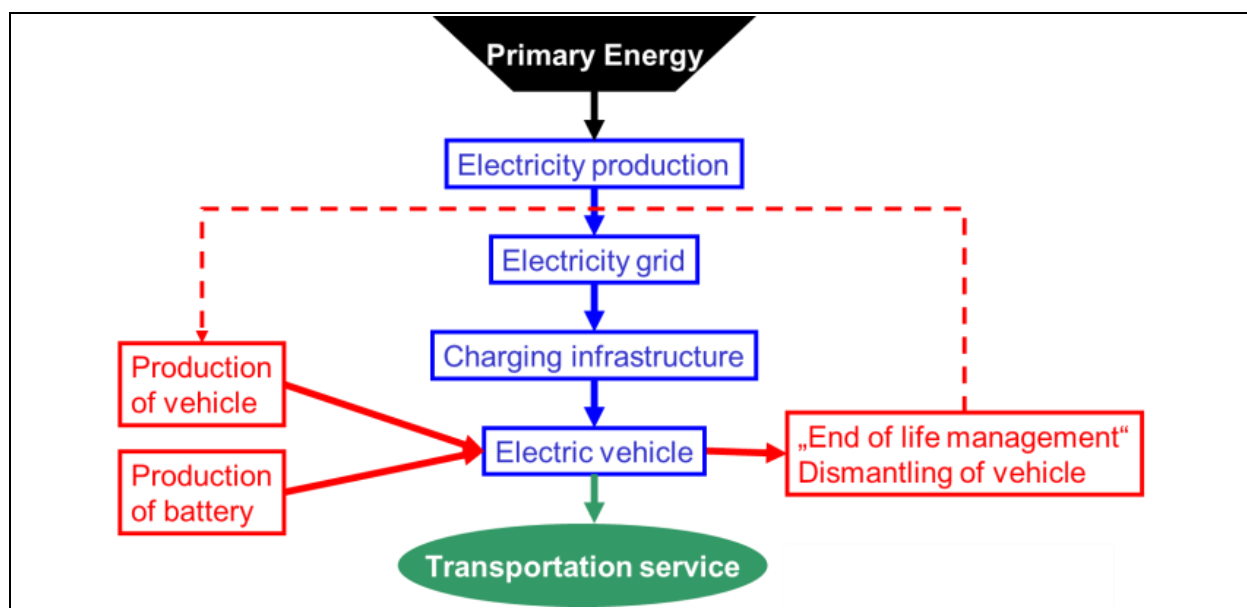 Primary Energy
Electricity production
Electricity grid
Charging infrastructure
Production
of vehicle
Electric vehicle
„End of life management“
Dismantling of vehicle
Production
of battery
Transportation service